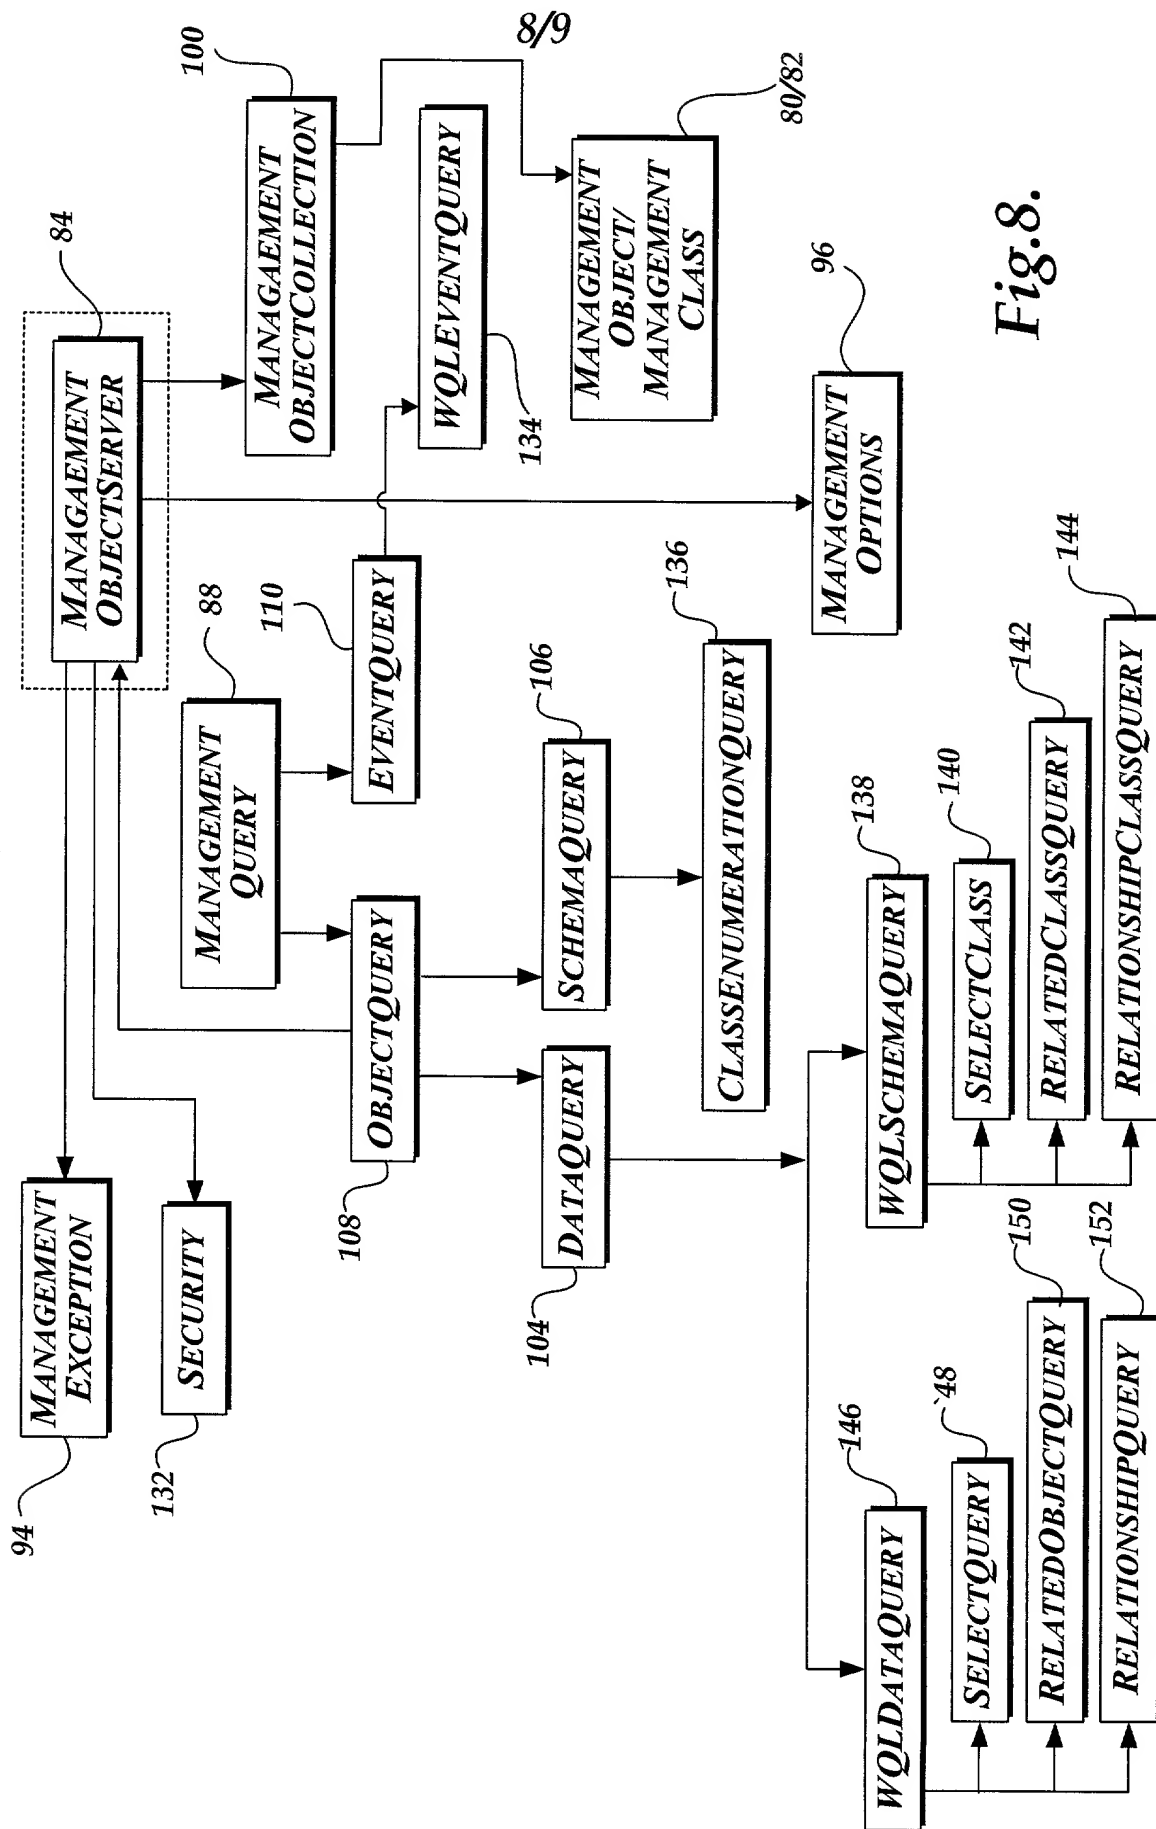 8/9
94
MANAGEMENT
EXCEPTION
132
SECURITY
MANAGAEMENT
OBJECTSERVER
84
MANAGEMENT
QUERY
88
MANAGAEMENT
OBJECTCOLLECTION
100
108
OBJECTQUERY
EVENTQUERY
110
WQLEVENTQUERY
134
104
DATAQUERY
SCHEMAQUERY
106
MANAGEMENT
OBJECT/
MANAGEMENT
CLASS
80/82
CLASSENUMERATIONQUERY
136
MANAGEMENT
OPTIONS
96
WQLDATAQUERY
146
WQLSCHEMAQUERY
138
SELECTQUERY
'48
SELECTCLASS
140
RELATEDOBJECTQUERY
150
RELATEDCLASSQUERY
142
RELATIONSHIPQUERY
152
RELATIONSHIPCLASSQUERY
144
Fig.8.